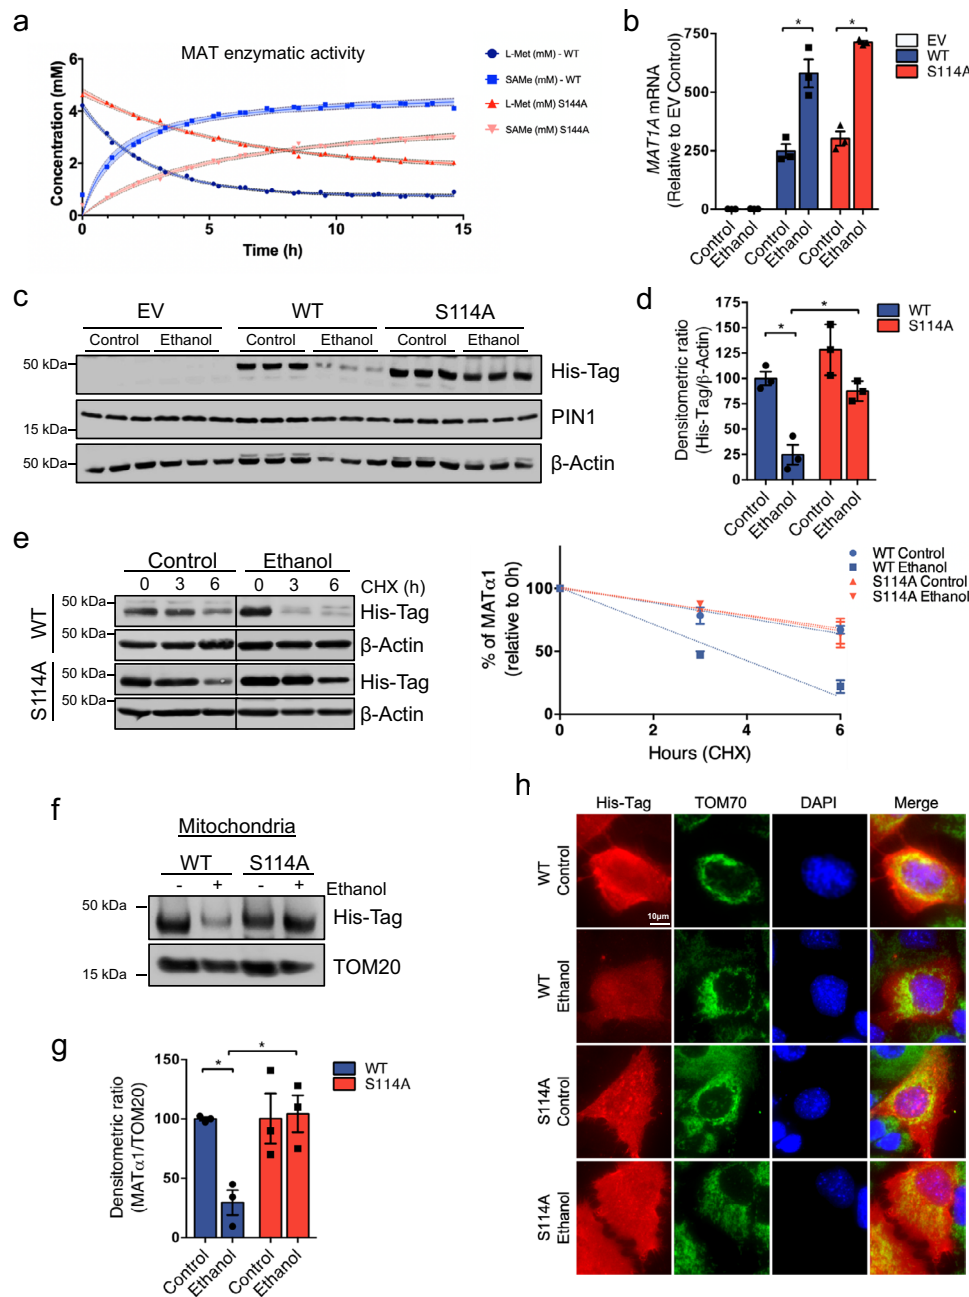 a
MAT enzymatic activity
Concentration (mM)
6
4
2
0
0
5
10
15
Time (h)
L-Met (mM) - WT
SAMe (mM) - WT
L-Met (mM) S144A
SAMe (mM) S144A
b
MAT1A mRNA
(Relative to EV Control)
750
500
250
0
* *
EV
WT
S114A
Control
Ethanol
Control
Ethanol
Control
Ethanol
c
EV WT S114A
Control Ethanol Control Ethanol Control Ethanol
50 kDa
His-Tag
PIN1
15 kDa
50 kDa
β-Actin
d
Densitometric ratio
(His-Tag/β-Actin)
175
150
125
100
75
50
25
0
*
*
WT
S114A
Control
Ethanol
Control
Ethanol
e
Control Ethanol
0 3 6 0 3 6 CHX (h)
WT
50 kDa
His-Tag
50 kDa
β-Actin
S114A
50 kDa
His-Tag
50 kDa
β-Actin
% of MATα1
(relative to 0h)
100
50
0
0 2 4 6
Hours (CHX)
WT Control
WT Ethanol
S114A Control
S114A Ethanol
f
Mitochondria
WT S114A
- + - + Ethanol
50 kDa
His-Tag
TOM20
15 kDa
g
Densitometric ratio
(MATα1/TOM20)
150
100
50
0
*
*
WT
S114A
Control
Ethanol
Control
Ethanol
h
His-Tag TOM70 DAPI Merge
WT
Control
10μm
WT
Ethanol
S114A
Control
S114A
Ethanol